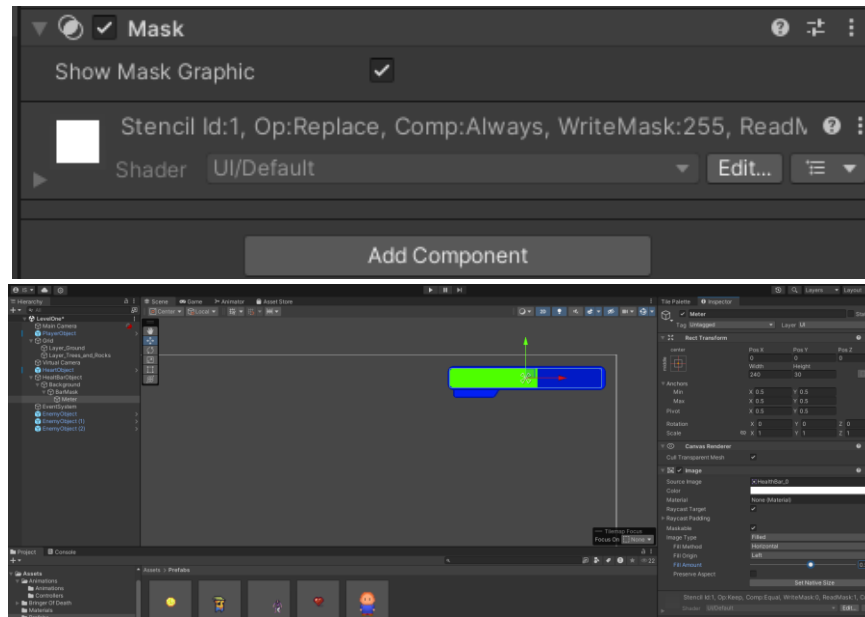 Mask
Show Mask Graphic
Stencil Id:1, Op:Replace, Comp:Always, WriteMask:255, ReadM
Shader UI/Default Edit...
Add Component
Layers Layout
Hierarchy
Scene Game Animator Asset Store
Tile Palette Inspector
Center Local 2D
All
LevelOne*
Main Camera
PlayerObject
Grid
Layer_Ground
Layer_Trees_and_Rocks
Virtual Camera
HeartObject
HealtBarObject
Background
BarMask
Meter
EventSystem
EnemyObject
EnemyObject (1)
EnemyObject (2)
Meter
Tag Untagged Layer UI
Rect Transform
center Pos X Pos Y Pos Z
middle 0 0 0
Width Height
240 30
Anchors
Min X 0.5 Y 0.5
Max X 0.5 Y 0.5
Pivot X 0.5 Y 0.5
Rotation X 0 Y 0 Z 0
Scale X 1 Y 1 Z 1
Canvas Renderer
Cull Transparent Mesh
Image
Source Image HealthBar_0
Color
Material None (Material)
Raycast Target
Raycast Padding
Maskable
Image Type Filled
Fill Method Horizontal
Fill Origin Left
Fill Amount
Preserve Aspect
Set Native Size
Stencil Id:1, Op:Keep, Comp:Equal, WriteMask:0, ReadMask:1, C
Shader UI/Default Edit...
Tilemap Focus
Focus On None
Project Console
22
Assets
Animations
Animations
Controllers
Bringer Of Death
Materials
Assets > Prefabs